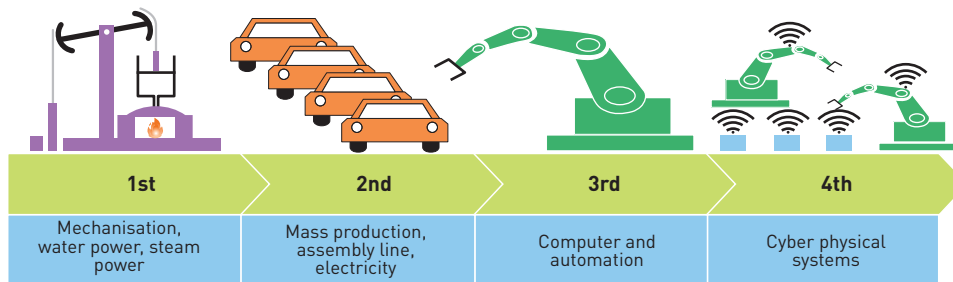 1st
2nd
3rd
4th
Mechanisation,
water power, steam
power
Mass production,
assembly line,
electricity
Computer and
automation
Cyber physical
systems